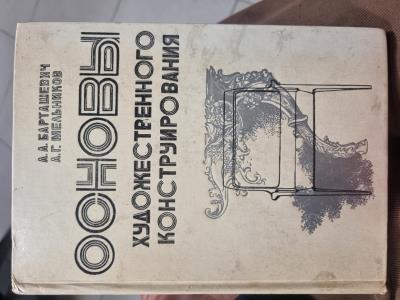 А. А. БАРТАШЕВИЧ
А. Г. МЕЛЬНИКОВ
ОСНОВЫ
ХУДОЖЕСТВЕННОГО
КОНСТРУИРОВАНИЯ